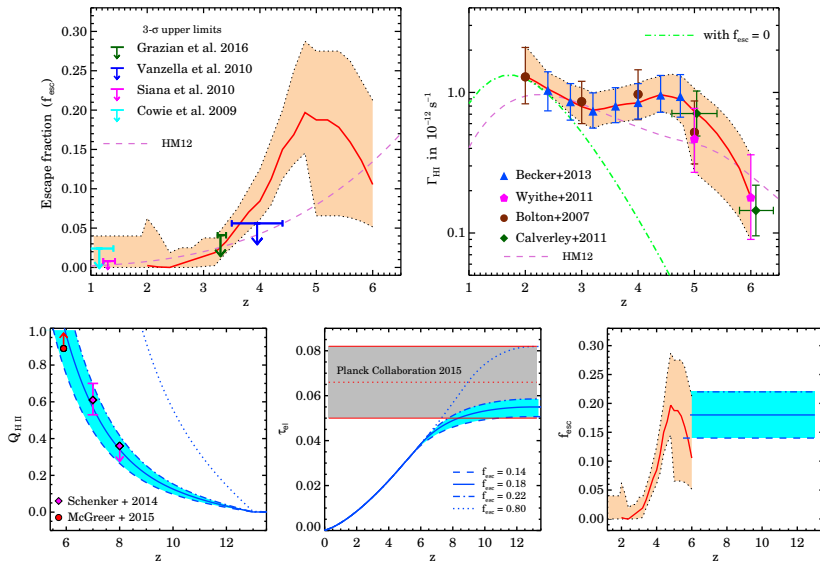 3-σ upper limits
Grazian et al. 2016
Vanzella et al. 2010
Siana et al. 2010
Cowie et al. 2009
HM12
Escape fraction (f_esc)
0.30
0.25
0.20
0.15
0.10
0.05
0.00
1 2 3 4 5 6
z
with f_esc = 0
Γ_HI in 10^-12 s^-1
1.0
0.1
Becker+2013
Wyithe+2011
Bolton+2007
Calverley+2011
HM12
1 2 3 4 5 6
z
Q_HII
1.0
0.8
0.6
0.4
0.2
0.0
Schenker + 2014
McGreer + 2015
6 8 10 12
z
τ_el
0.08
0.06
0.04
0.02
0.00
Planck Collaboration 2015
f_esc = 0.14
f_esc = 0.18
f_esc = 0.22
f_esc = 0.80
0 2 4 6 8 10 12
z
f_esc
0.30
0.25
0.20
0.15
0.10
0.05
0.00
2 4 6 8 10 12
z